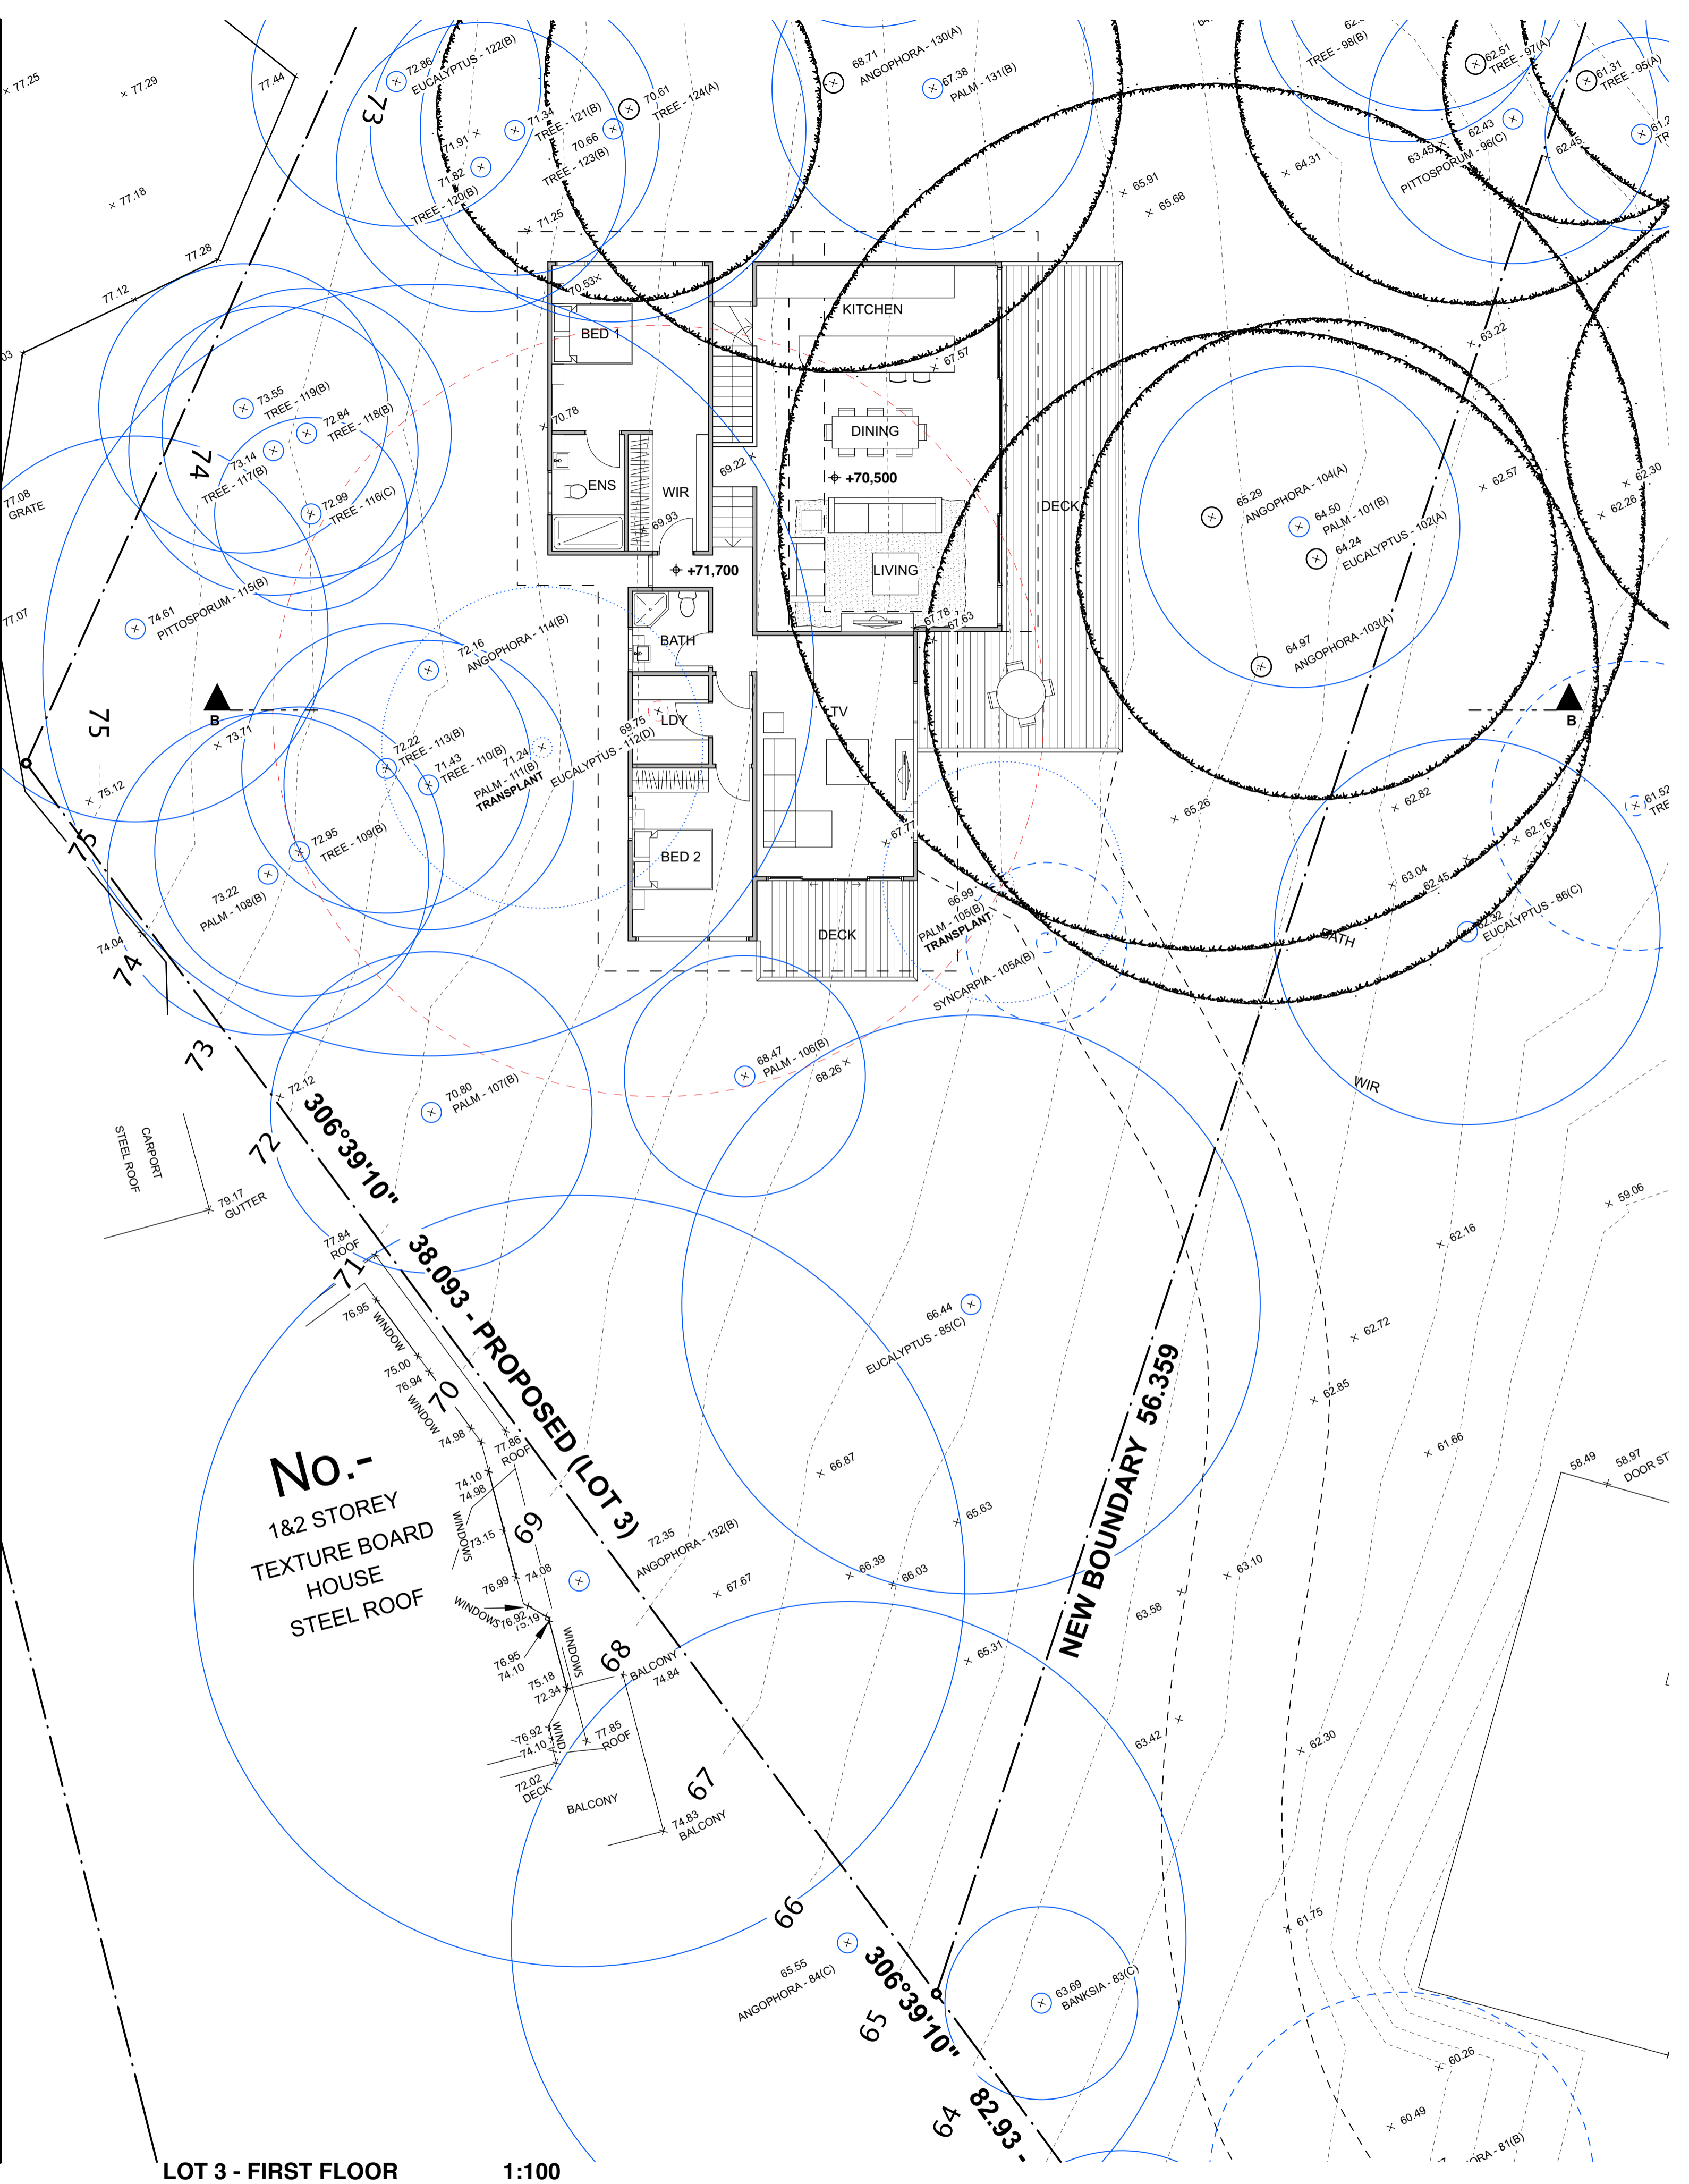 77.25
77.29
77.44
77.18
77.28
77.12
73
72.86
EUCALYPTUS - 122(B)
71.34
TREE - 121(B)
71.91
71.82
TREE - 120(B)
70.66
TREE - 123(B)
70.61
TREE - 124(A)
71.25
68.71
ANGOPHORA - 130(A)
67.38
PALM - 131(B)
65.91
65.68
64.31
TREE - 98(B)
62.51
TREE - 97(A)
61.31
TREE - 95(A)
62.43
63.45
PITTOSPORUM - 96(C)
62.45
63.22
70.53
BED 1
KITCHEN
67.57
70.78
DINING
+70,500
69.22
ENS
WIR
69.93
DECK
LIVING
+71,700
BATH
67.78
67.63
TV
LDY
69.75
EUCALYPTUS - 112(D)
BED 2
67.77
DECK
73.55
TREE - 119(B)
72.84
TREE - 118(B)
73.14
TREE - 117(B)
72.99
TREE - 116(C)
74
77.08
GRATE
77.07
74.61
PITTOSPORUM - 115(B)
72.16
ANGOPHORA - 114(B)
75
B
73.71
72.22
TREE - 113(B)
71.43
TREE - 110(B)
71.24
PALM - 111(B)
TRANSPLANT
75.12
75
72.95
TREE - 109(B)
73.22
PALM - 108(B)
74.04
74
73
65.29
ANGOPHORA - 104(A)
64.50
PALM - 101(B)
64.24
EUCALYPTUS - 102(A)
64.97
ANGOPHORA - 103(A)
62.57
62.30
62.26
B
65.26
62.82
62.16
61.52
63.04
62.45
62.32
EUCALYPTUS - 86(C)
BATH
WIR
66.99
PALM - 105(B)
TRANSPLANT
SYNCARPIA - 105A(B)
68.47
PALM - 106(B)
68.26
70.80
PALM - 107(B)
72.12
72
306°39'10"
CARPORT
STEEL ROOF
79.17
GUTTER
77.84
ROOF
71
38.093 - PROPOSED (LOT 3)
76.95
WINDOW
75.00
76.94
70
WINDOW
74.98
77.86
ROOF
74.10
74.98
WINDOWS
73.15
69
No.-
1&2 STOREY
TEXTURE BOARD
HOUSE
STEEL ROOF
76.99
74.08
WINDOWS
76.92
75.19
76.95
74.10
WINDOWS
75.18
72.34
68
BALCONY
74.84
76.92
74.10
WIND.
77.85
ROOF
72.02
DECK
BALCONY
67
74.83
BALCONY
72.35
ANGOPHORA - 132(B)
67.67
66.44
EUCALYPTUS - 85(C)
66.87
65.63
66.39
66.03
65.31
NEW BOUNDARY 56.359
59.06
62.16
62.72
62.85
61.66
58.49
58.97
63.10
63.58
63.42
62.30
61.75
66
65.55
ANGOPHORA - 84(C)
306°39'10"
65
63.69
BANKSIA - 83(C)
64
82.93 -
60.26
60.49
LOT 3 - FIRST FLOOR 1:100